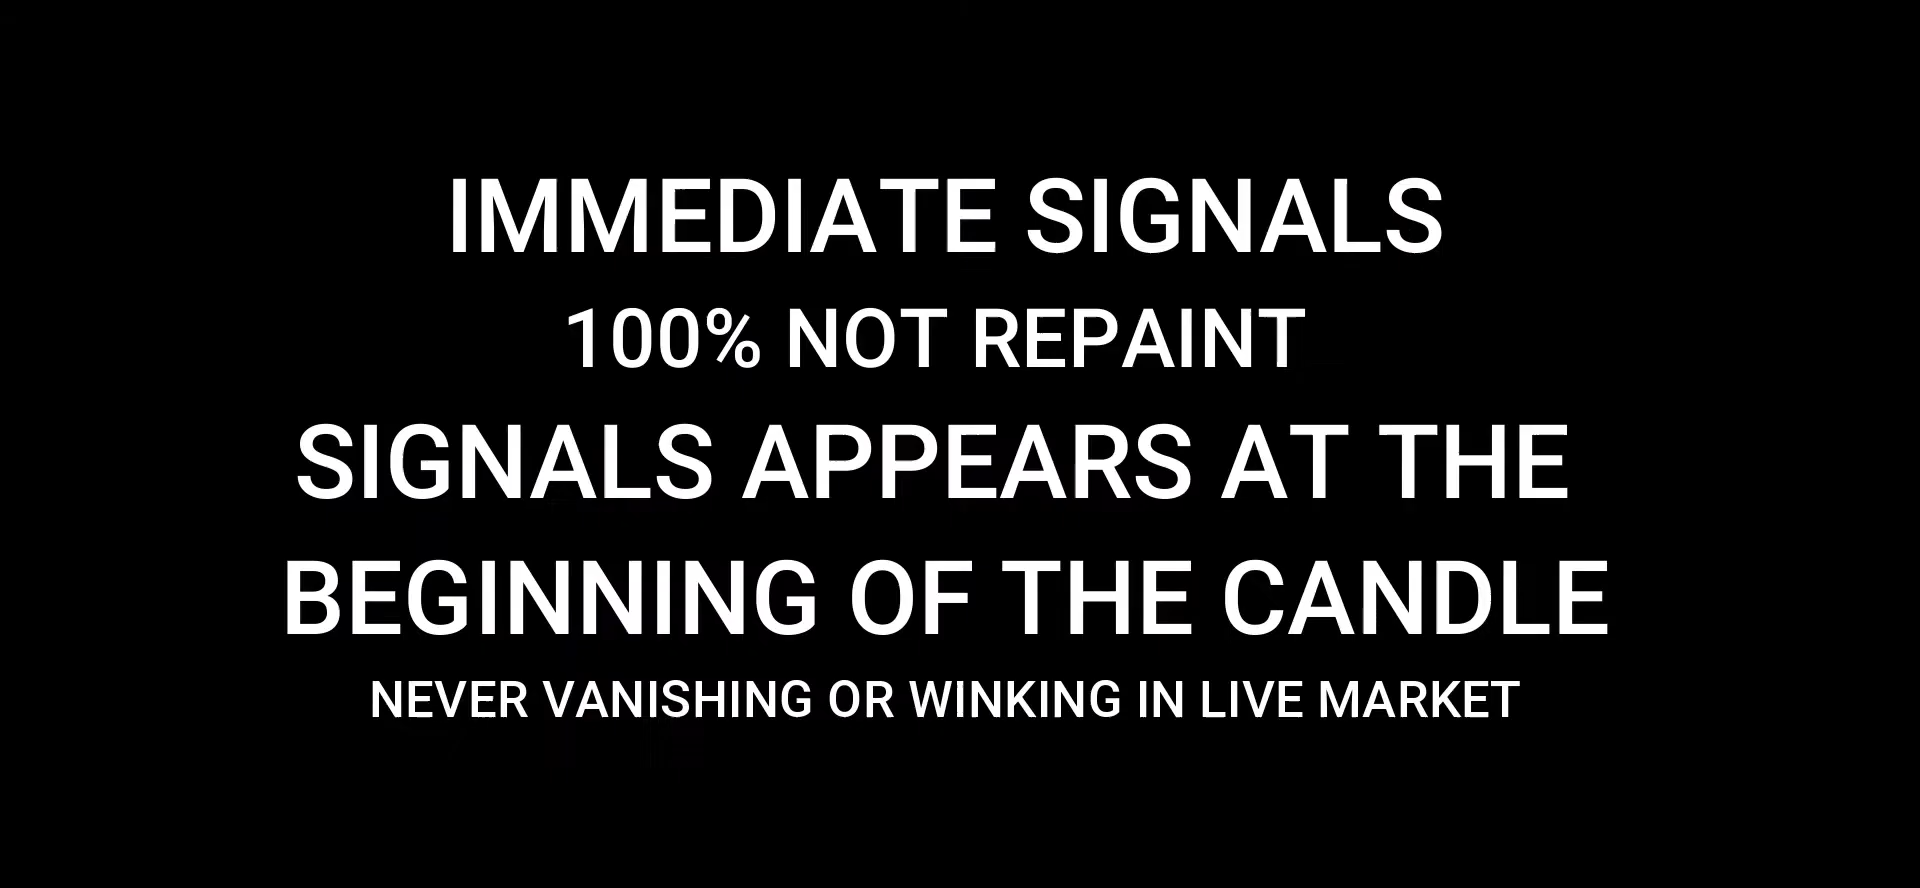 IMMEDIATE SIGNALS
100% NOT REPAINT
SIGNALS APPEARS AT THE
BEGINNING OF THE CANDLE
NEVER VANISHING OR WINKING IN LIVE MARKET